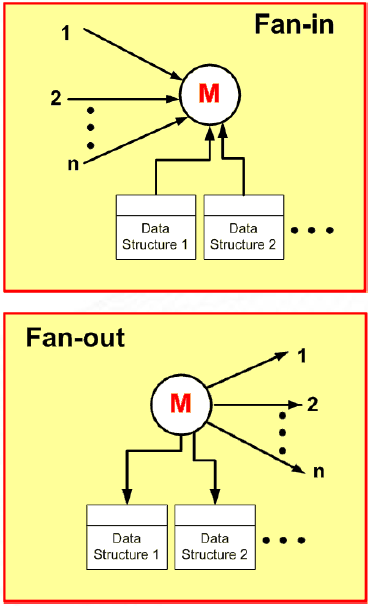 Fan-in
1
2
n
M
Data
Structure 1
Data
Structure 2
Fan-out
M
1
2
n
Data
Structure 1
Data
Structure 2